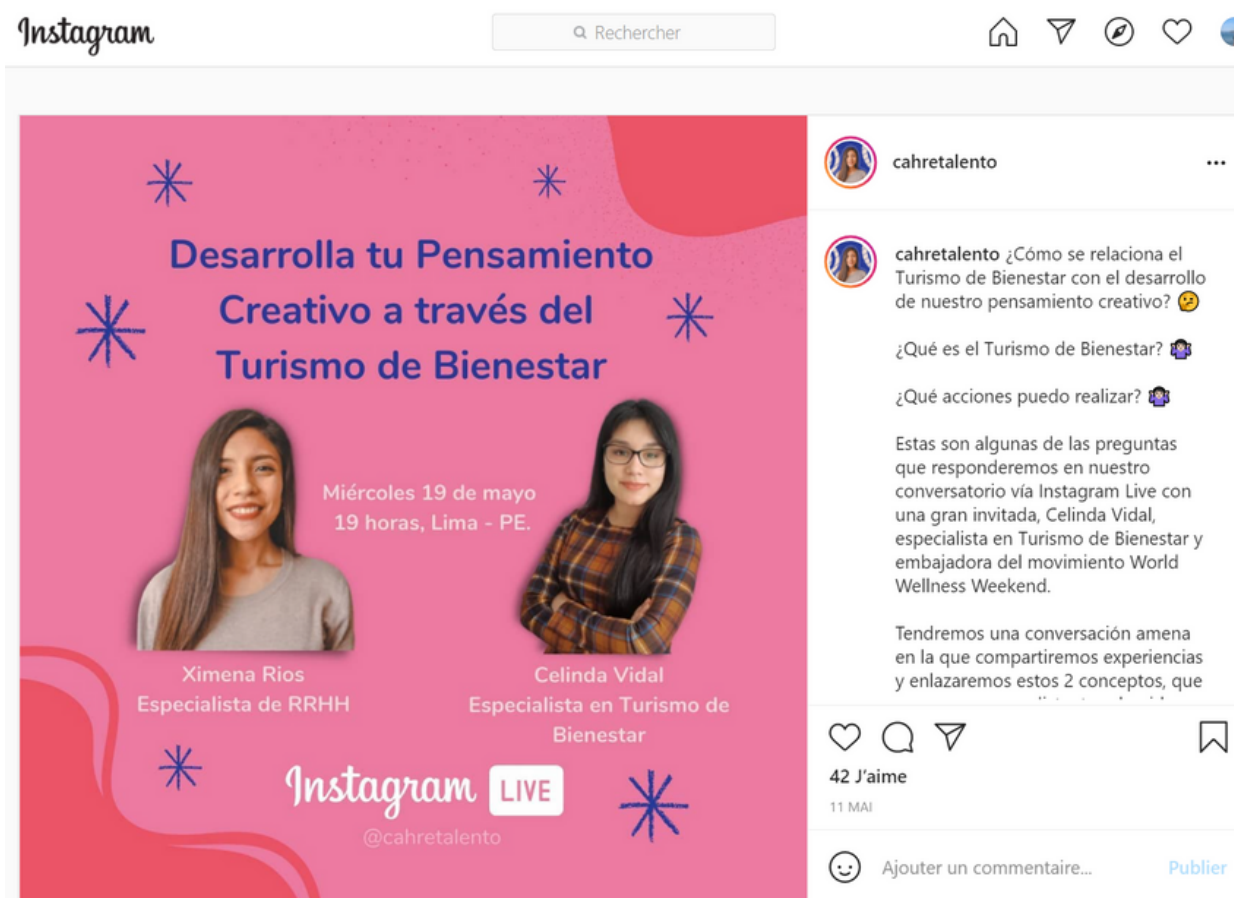 Instagram
Rechercher
Desarrolla tu Pensamiento
Creativo a través del
Turismo de Bienestar
Miércoles 19 de mayo
19 horas, Lima - PE.
Ximena Rios
Especialista de RRHH
Celinda Vidal
Especialista en Turismo de
Bienestar
Instagram LIVE
@cahretalento
cahretalento
cahretalento ¿Cómo se relaciona el
Turismo de Bienestar con el desarrollo
de nuestro pensamiento creativo? 🫤
¿Qué es el Turismo de Bienestar? 🤷🏻‍♀️
¿Qué acciones puedo realizar? 🤷🏻‍♀️
Estas son algunas de las preguntas
que responderemos en nuestro
conversatorio vía Instagram Live con
una gran invitada, Celinda Vidal,
especialista en Turismo de Bienestar y
embajadora del movimiento World
Wellness Weekend.
Tendremos una conversación amena
en la que compartiremos experiencias
y enlazaremos estos 2 conceptos, que
42 J’aime
11 MAI
Ajouter un commentaire...
Publier